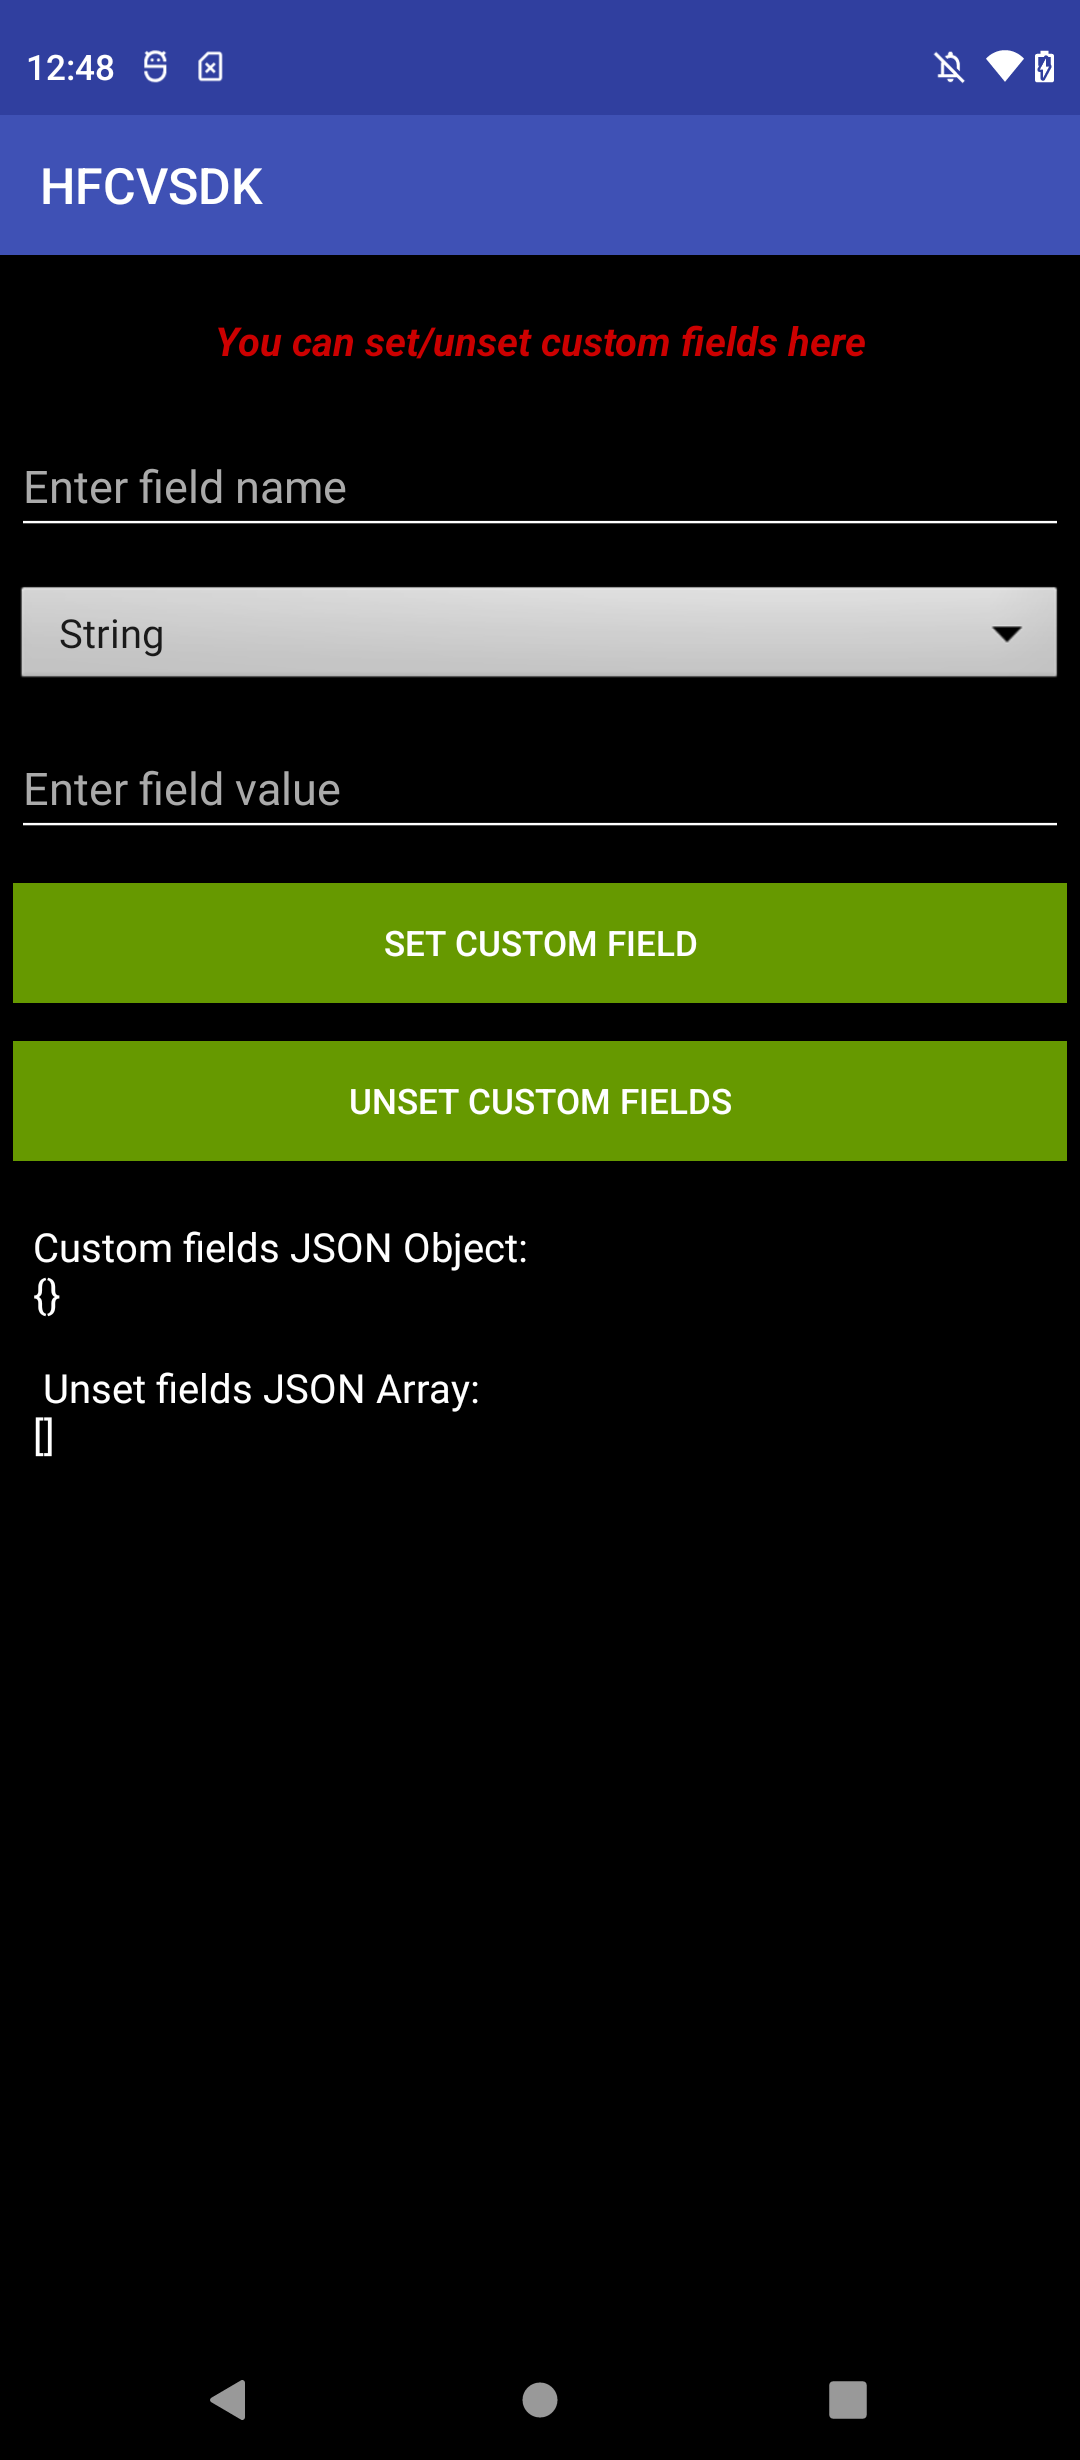 12:48
HFCVSDK
You can set/unset custom fields here
Enter field name
String
Enter field value
SET CUSTOM FIELD
UNSET CUSTOM FIELDS
Custom fields JSON Object:
{}
Unset fields JSON Array:
[]